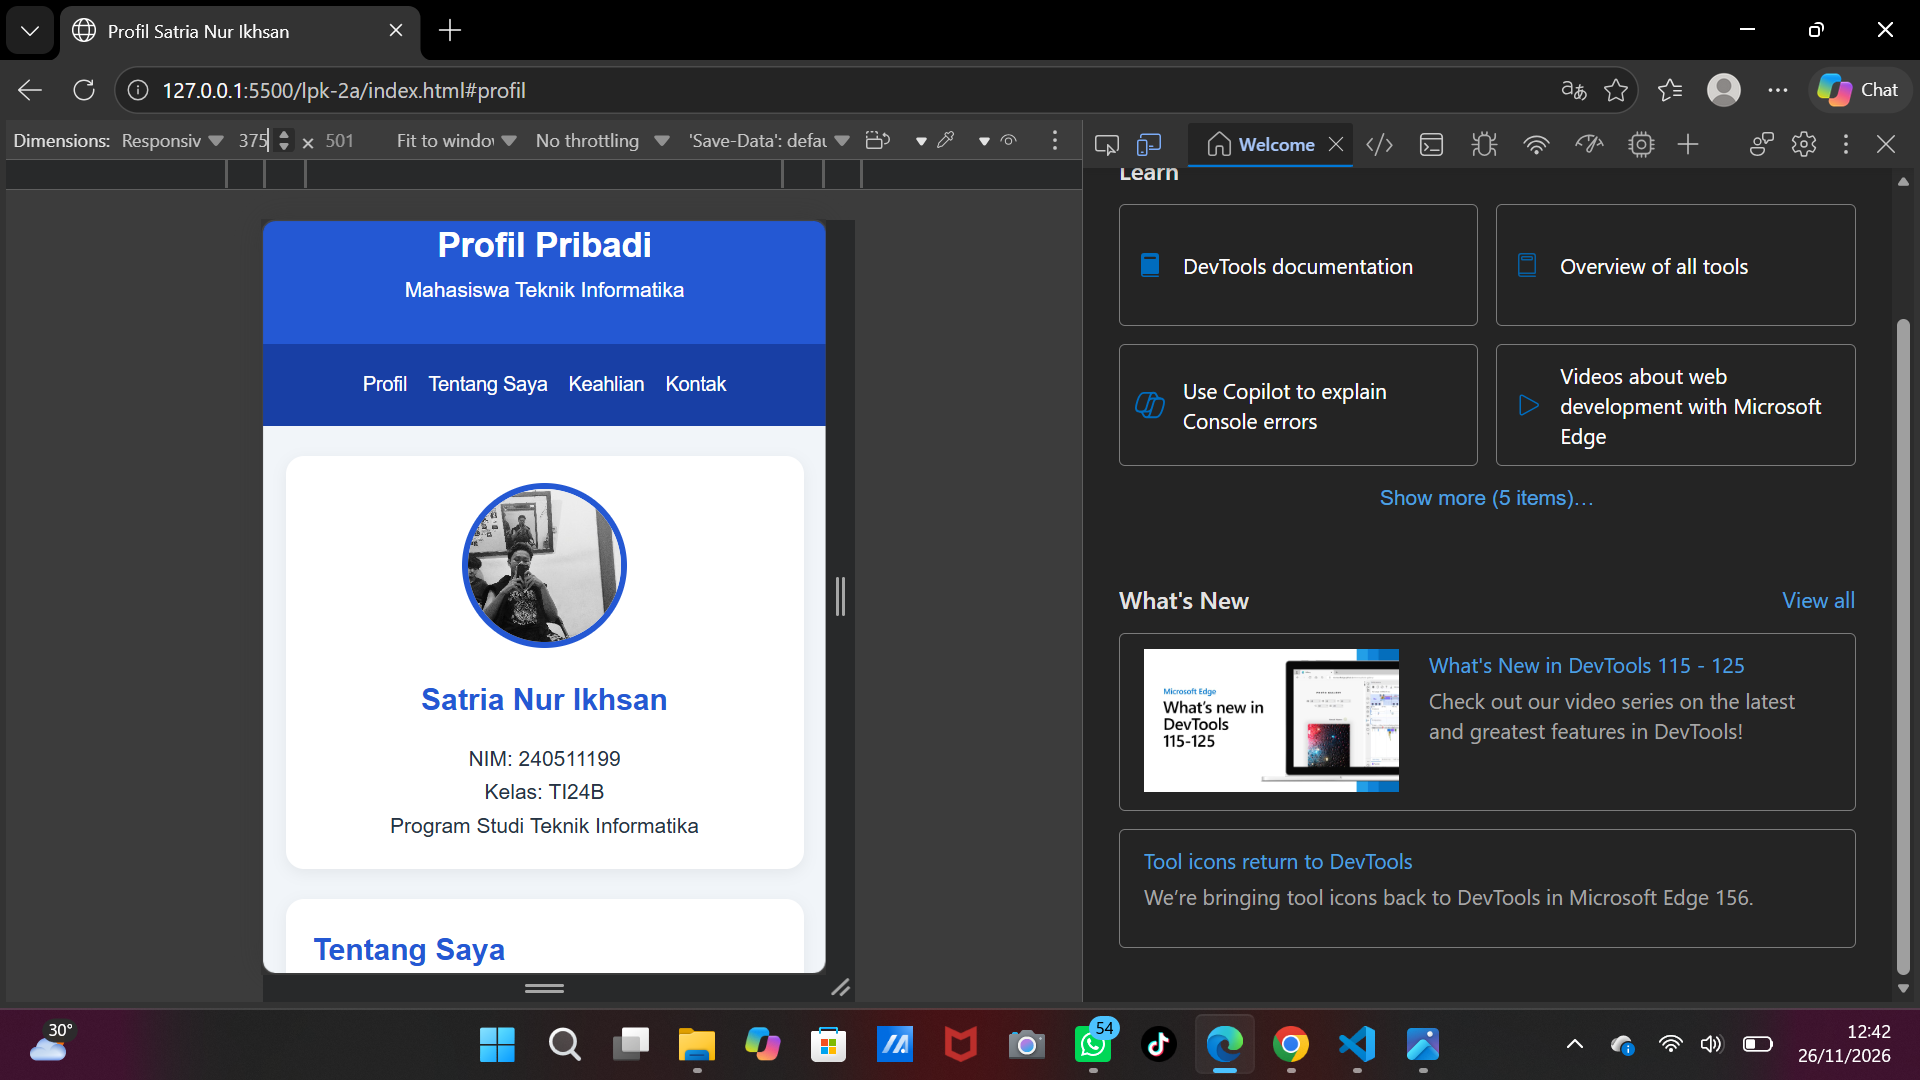 Profil Satria Nur Ikhsan
127.0.0.1:5500/lpk-2a/index.html#profil
Chat
Dimensions: Responsiv 375 × 501 Fit to windov No throttling 'Save-Data': defau
Welcome
Profil Pribadi
Mahasiswa Teknik Informatika
Profil Tentang Saya Keahlian Kontak
Satria Nur Ikhsan
NIM: 240511199
Kelas: TI24B
Program Studi Teknik Informatika
Tentang Saya
Learn
DevTools documentation
Overview of all tools
Use Copilot to explain
Console errors
Videos about web
development with Microsoft
Edge
Show more (5 items)...
What's New
View all
Microsoft Edge
What's new in
DevTools
115-125
What's New in DevTools 115 - 125
Check out our video series on the latest
and greatest features in DevTools!
Tool icons return to DevTools
We're bringing tool icons back to DevTools in Microsoft Edge 156.
30°
54
12:42
26/11/2026